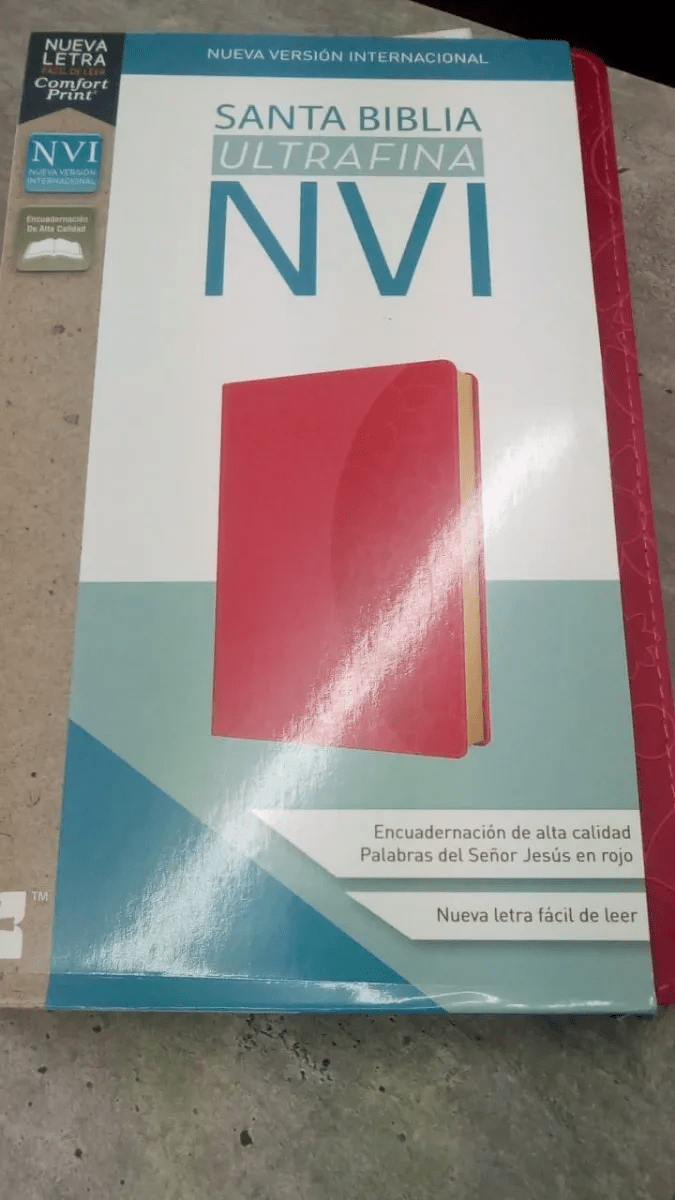 NUEVA
LETRA
FÁCIL DE LEER
Comfort
Print®
NVI
NUEVA VERSIÓN
INTERNACIONAL
Encuadernación
De Alta Calidad
NUEVA VERSIÓN INTERNACIONAL
SANTA BIBLIA
ULTRAFINA
NVI
Encuadernación de alta calidad
Palabras del Señor Jesús en rojo
Nueva letra fácil de leer
TM